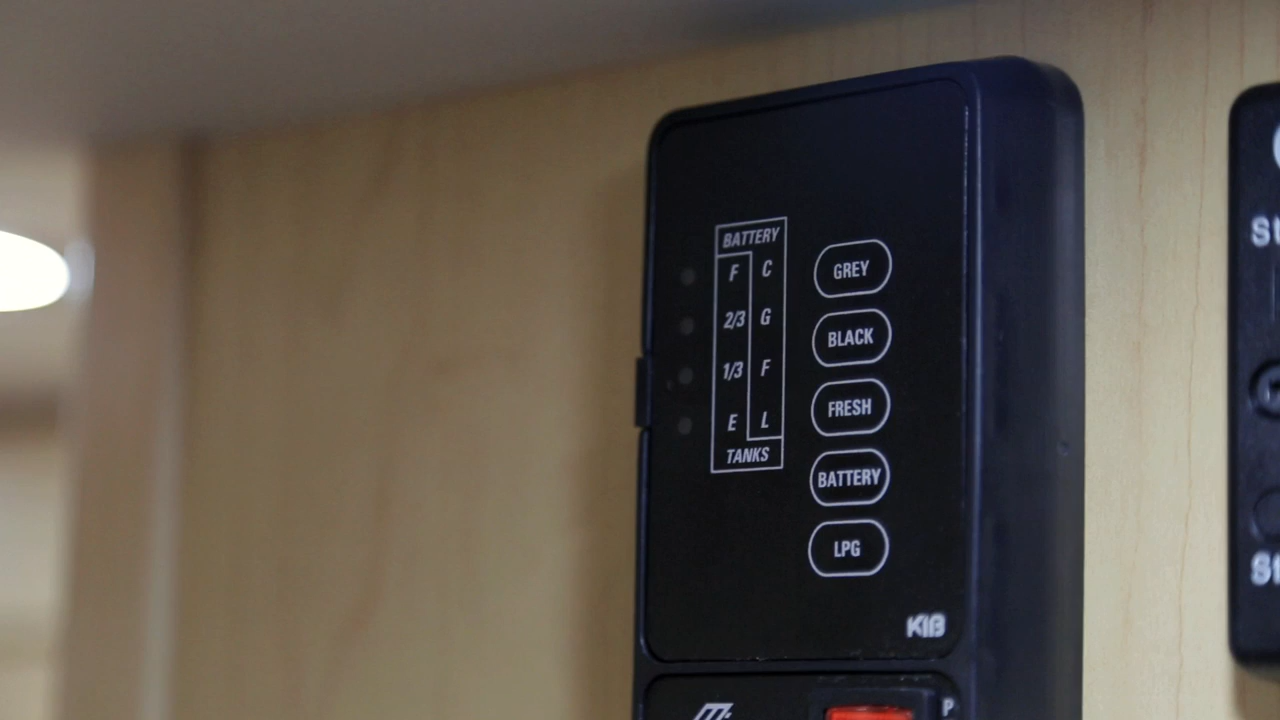 BATTERY
F C
2/3 G
1/3 F
E L
TANKS
GREY
BLACK
FRESH
BATTERY
LPG
KIB
P